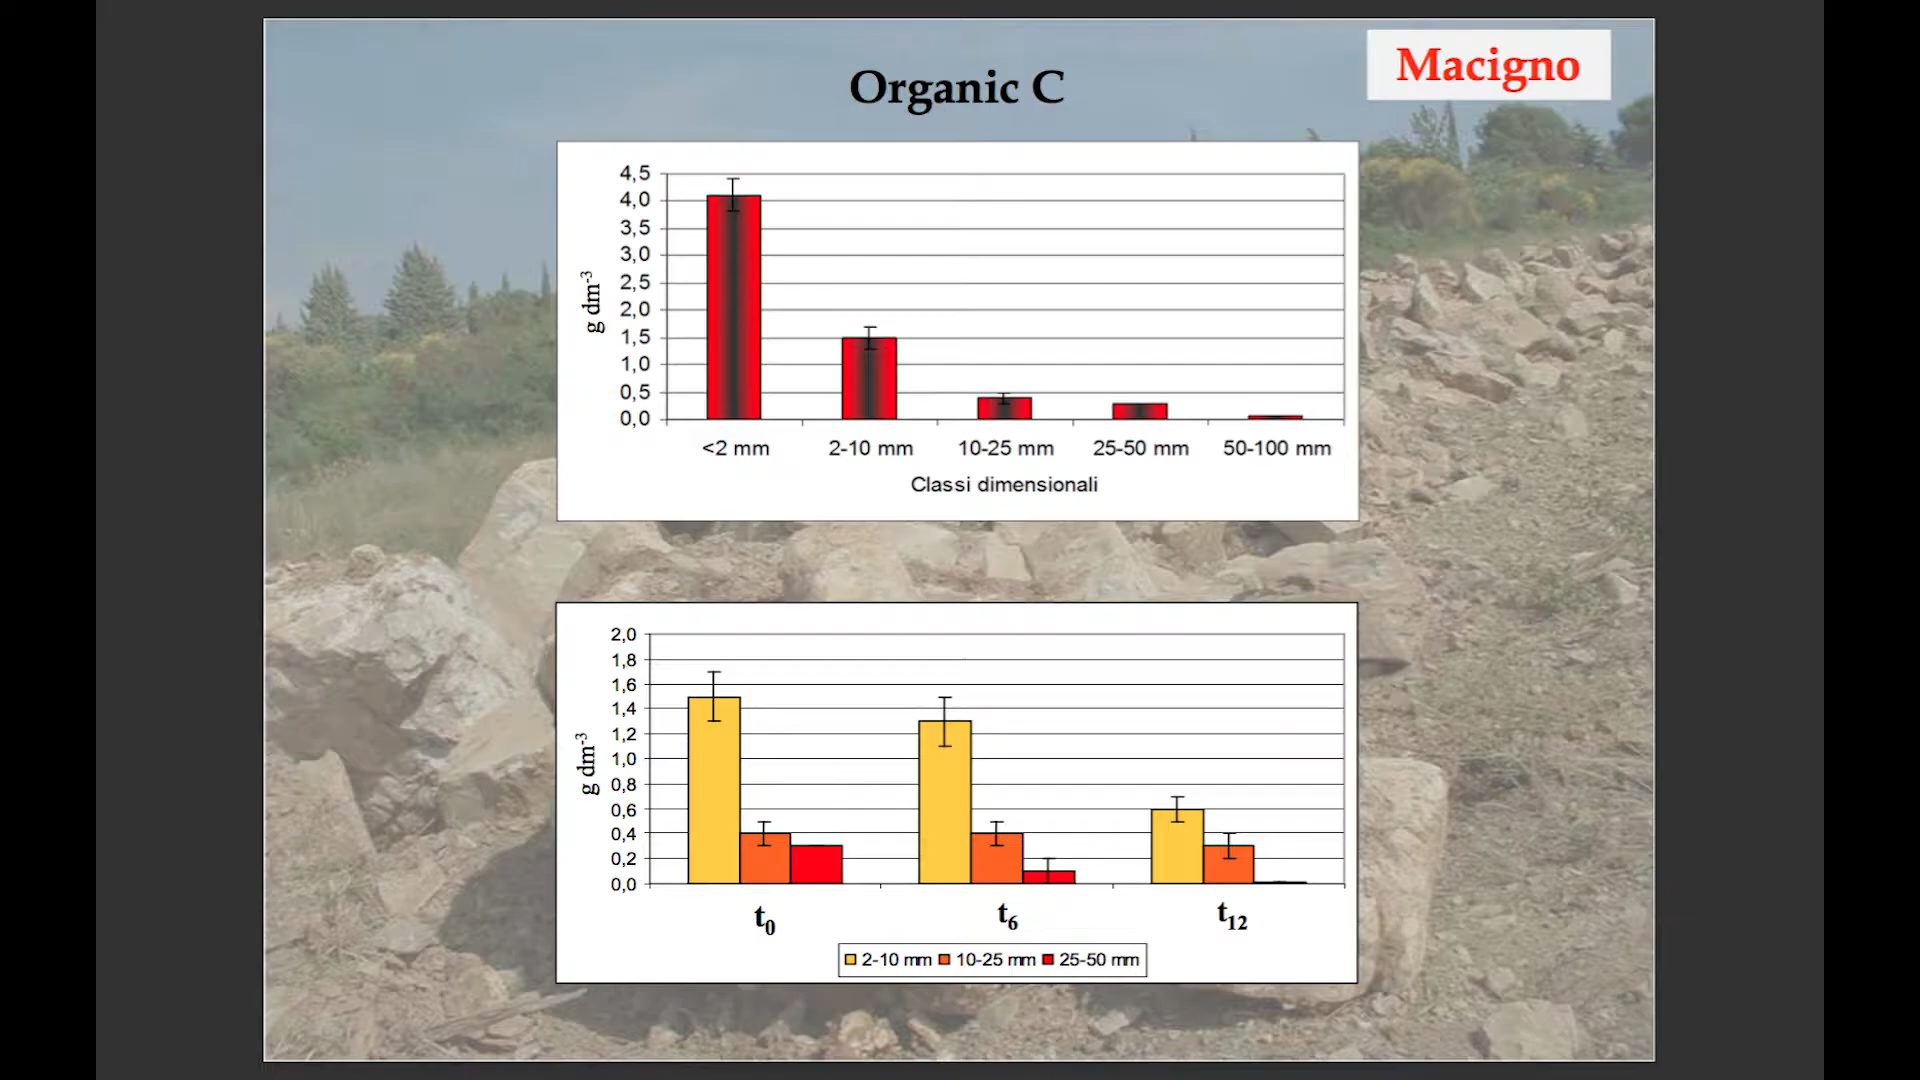 Macigno
Organic C
4,5
4,0
3,5
3,0
2,5
2,0
1,5
1,0
0,5
0,0
g dm-3
<2 mm 2-10 mm 10-25 mm 25-50 mm 50-100 mm
Classi dimensionali
2,0
1,8
1,6
1,4
1,2
1,0
0,8
0,6
0,4
0,2
0,0
g dm-3
t0 t6 t12
2-10 mm 10-25 mm 25-50 mm